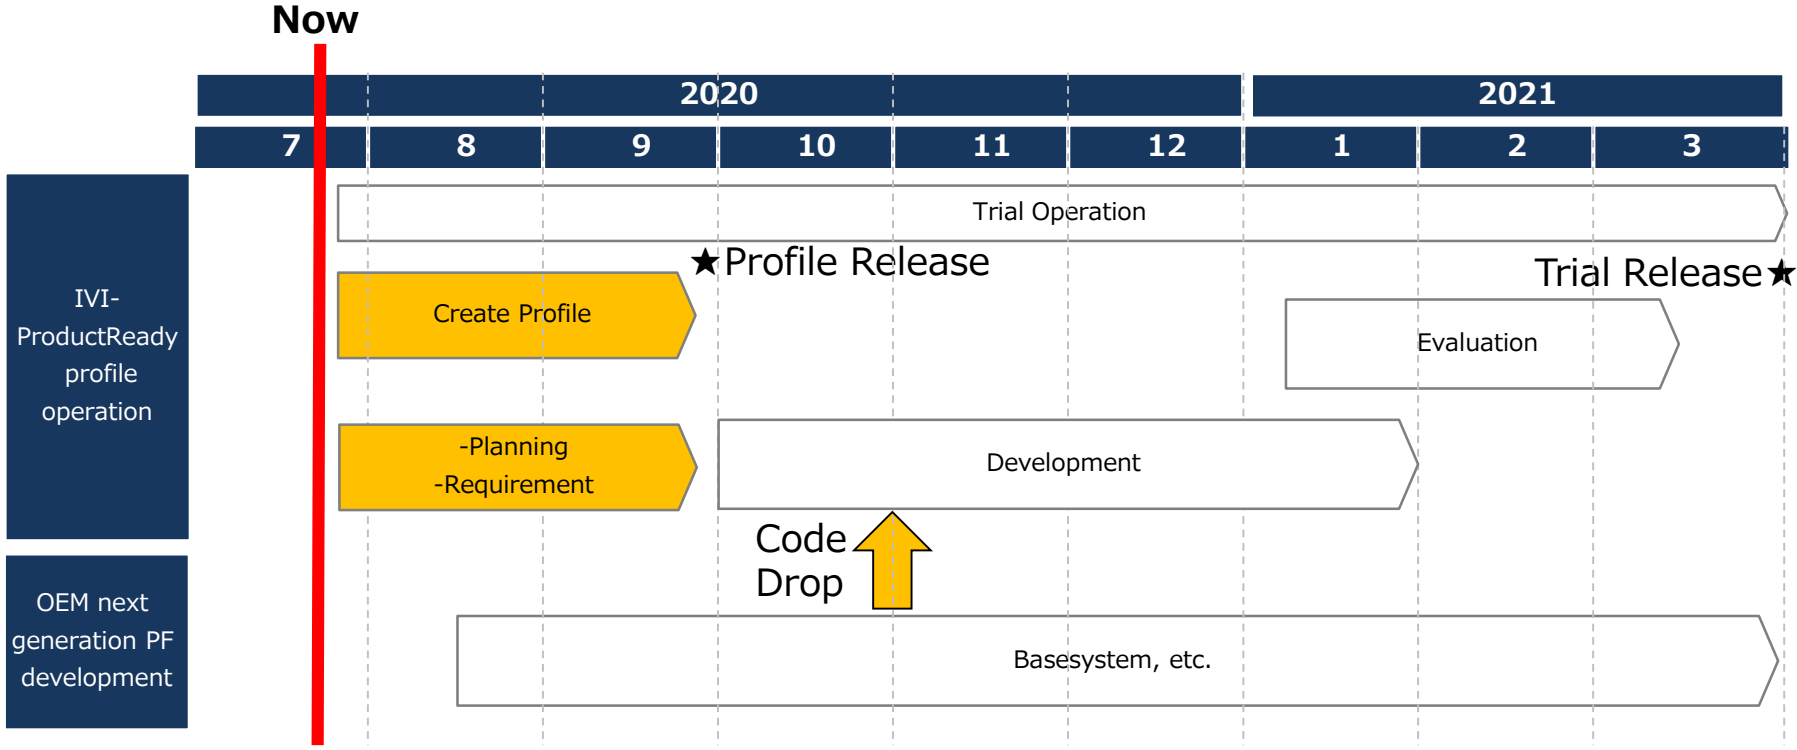 Now
2020
2021
7
8
9
10
11
12
1
2
3
IVI-
ProductReady
profile
operation
Trial Operation
★Profile Release
Trial Release★
Create Profile
Evaluation
-Planning
-Requirement
Development
Code
Drop
OEM next
generation PF
development
Basesystem, etc.